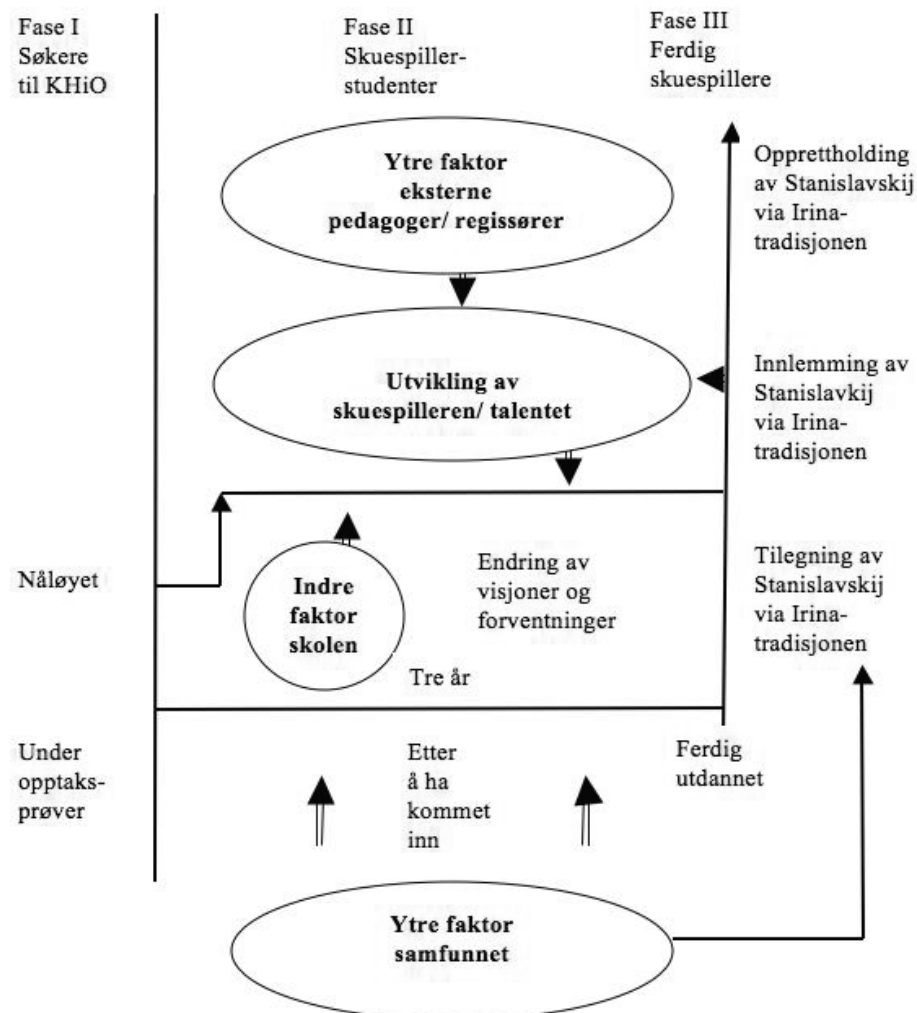 Fase I
Søkere
til KHiO
Fase II
Skuespiller-
studenter
Fase III
Ferdig
skuespillere
Ytre faktor
eksterne
pedagoger/ regissører
Opprettholding
av Stanislavskij
via Irina-
tradisjonen
Utvikling av
skuespilleren/ talentet
Innlemming av
Stanislavkij
via Irina-
tradisjonen
Nåløyet
Indre
faktor
skolen
Endring av
visjoner og
forventninger
Tilegning av
Stanislavskij
via Irina-
tradisjonen
Tre år
Under
opptaks-
prøver
Etter
å ha
kommet
inn
Ferdig
utdannet
Ytre faktor
samfunnet